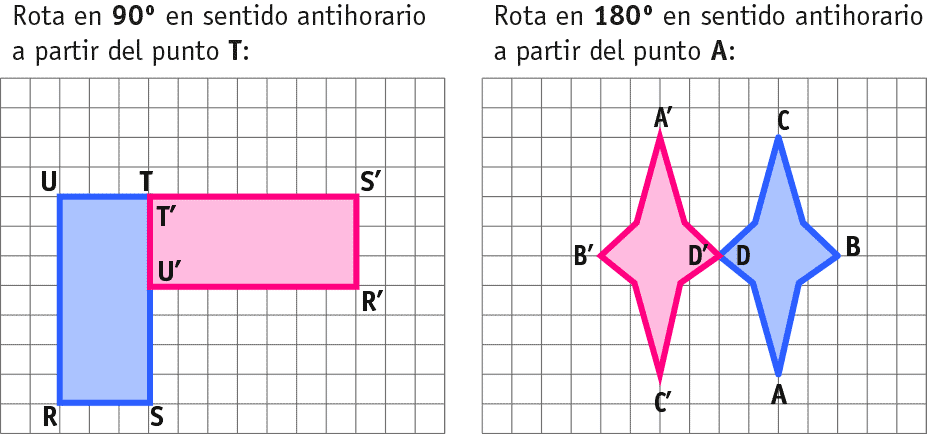 Rota en 90º en sentido antihorario
a partir del punto T:
U
T
S′
T′
U′
R′
R
S
Rota en 180º en sentido antihorario
a partir del punto A:
A′
C
B′
D′
D
B
C′
A